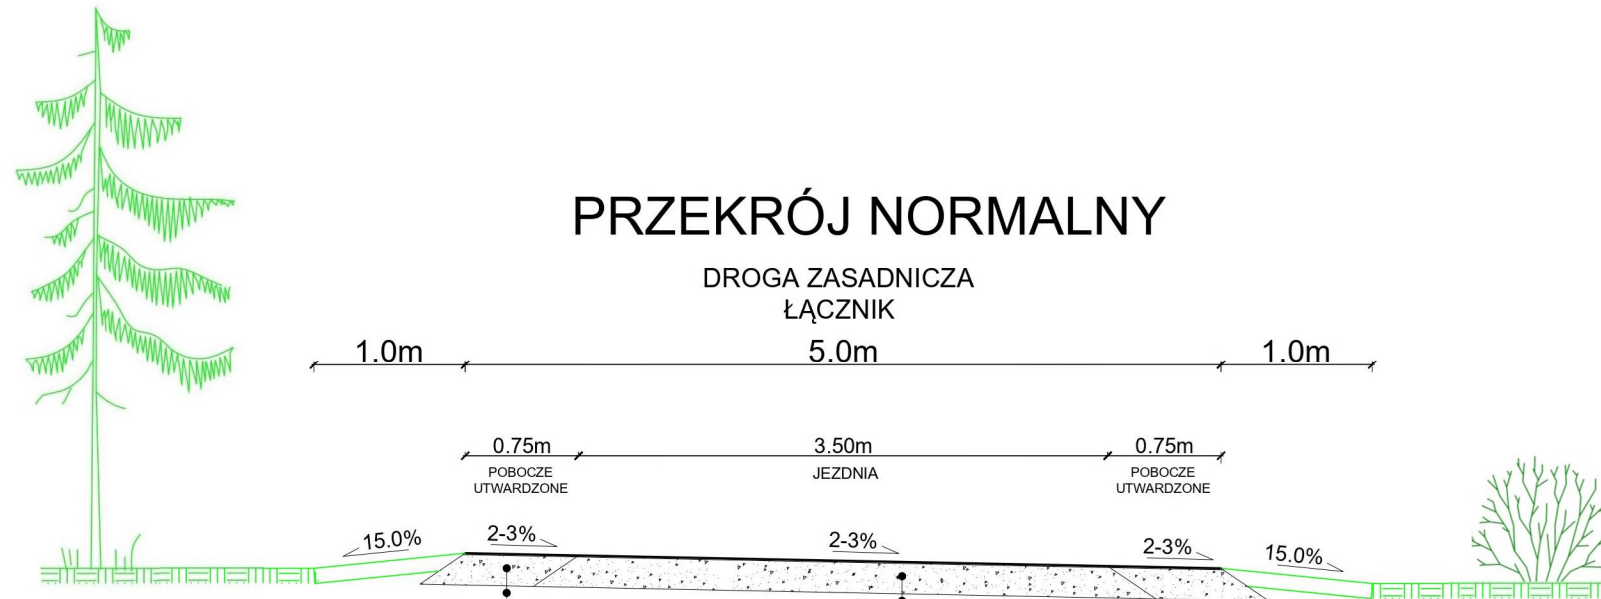 PRZEKRÓJ NORMALNY
DROGA ZASADNICZA
ŁĄCZNIK
1.0m 5.0m 1.0m
0.75m 3.50m 0.75m
POBOCZE UTWARDZONE JEZDNIA POBOCZE UTWARDZONE
15.0% 2-3% 2-3% 2-3% 15.0%